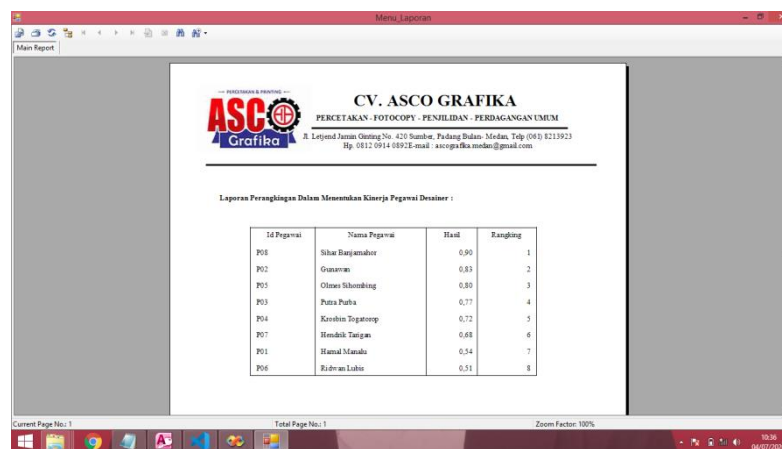 Menu_Laporan
Main Report
PERCETAKAN & PRINTING
ASCO
Grafika
CV. ASCO GRAFIKA
PERCETAKAN - FOTOCOPY - PENJILIDAN - PERDAGANGAN UMUM
Jl. Letjend Jamin Ginting No. 420 Sumber, Padang Bulan- Medan, Telp (061) 8213923
Hp. 0812 0914 0892E-mail : ascografika.medan@gmail.com
Laporan Perangkingan Dalam Menentukan Kinerja Pegawai Desainer :
Id Pegawai Nama Pegawai Hasil Rangking
P08 Sihar Banjarnahor 0,90 1
P02 Gunawan 0,83 2
P05 Olmes Sihombing 0,80 3
P03 Putra Purba 0,77 4
P04 Krosbin Togatorop 0,72 5
P07 Hendrik Tarigan 0,68 6
P01 Hamal Manalu 0,54 7
P06 Ridwan Lubis 0,51 8
Current Page No.: 1 Total Page No.: 1 Zoom Factor: 100%
10:36